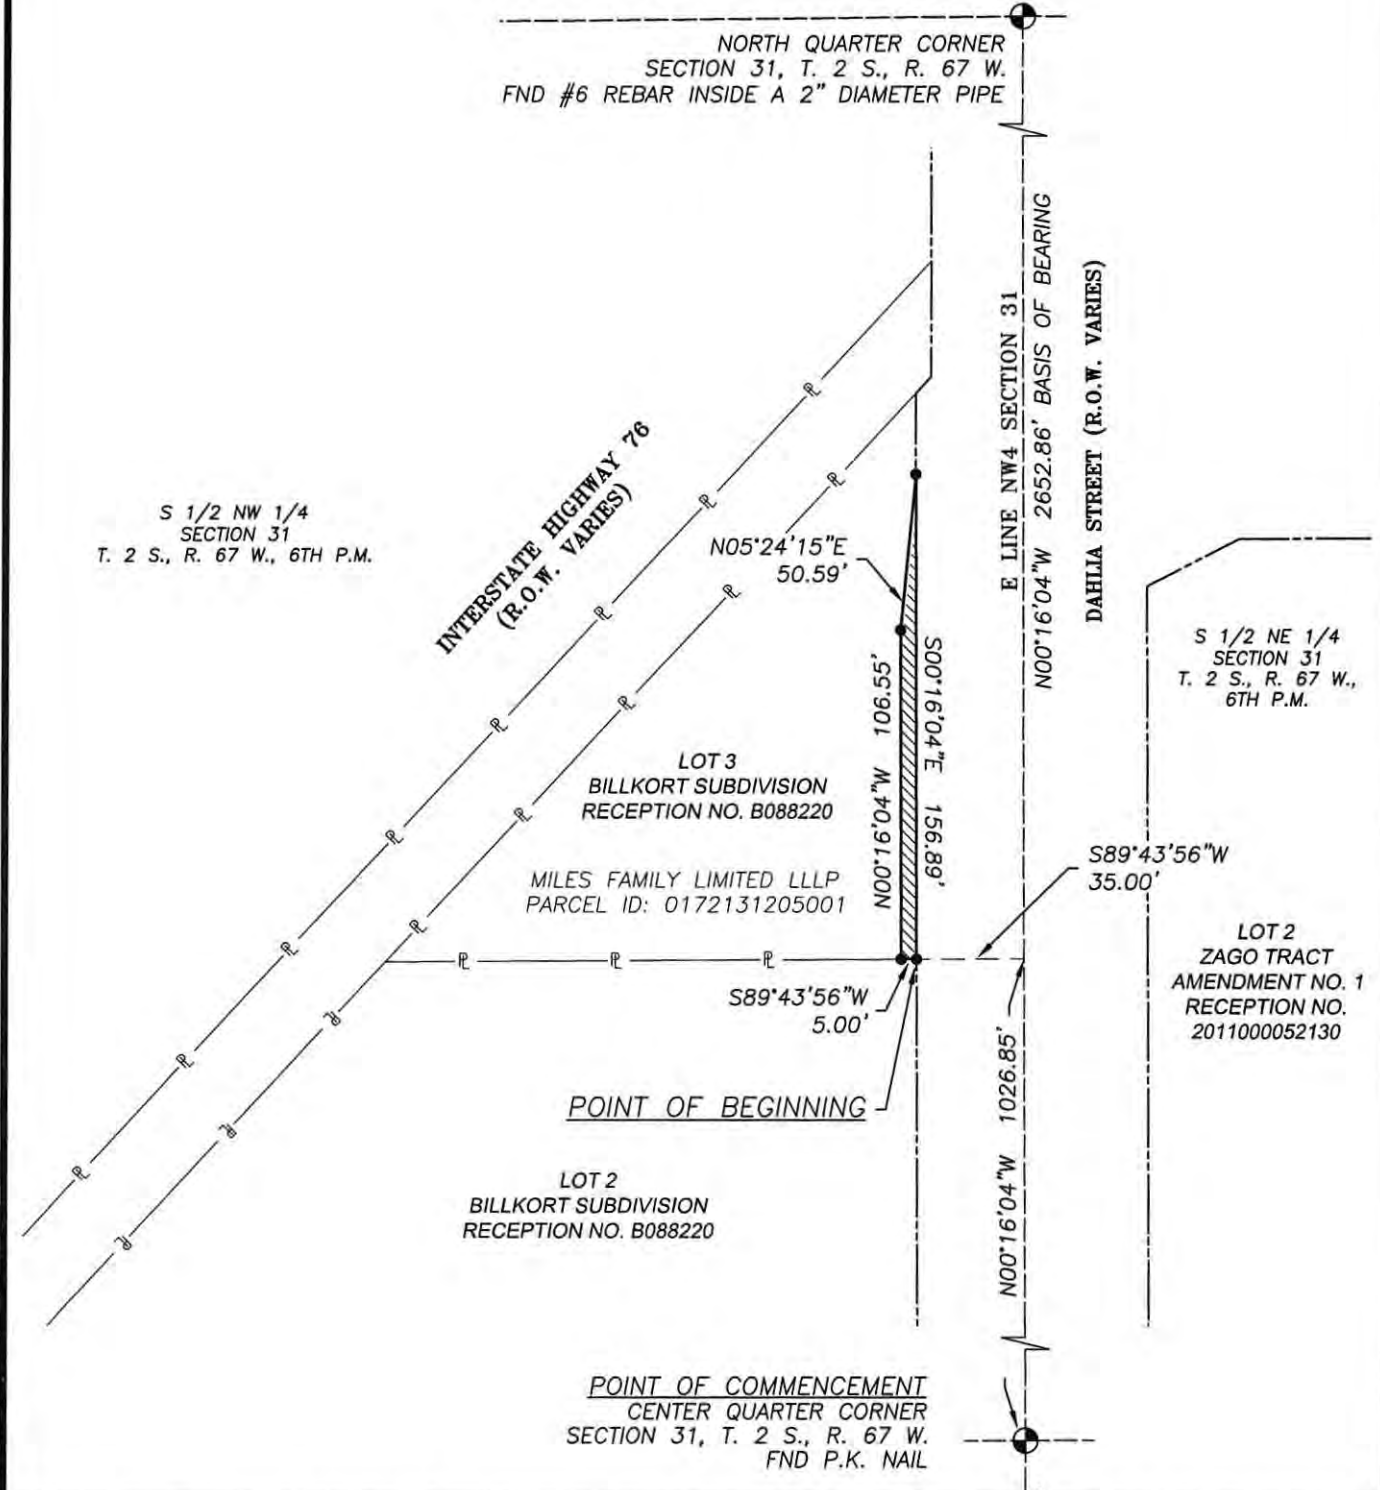 NORTH QUARTER CORNER
SECTION 31, T. 2 S., R. 67 W.
FND #6 REBAR INSIDE A 2" DIAMETER PIPE
E LINE NW4 SECTION 31
N00°16'04"W 2652.86' BASIS OF BEARING
DAHLIA STREET (R.O.W. VARIES)
INTERSTATE HIGHWAY 76
(R.O.W. VARIES)
S 1/2 NW 1/4
SECTION 31
T. 2 S., R. 67 W., 6TH P.M.
N05°24'15"E
50.59'
S 1/2 NE 1/4
SECTION 31
T. 2 S., R. 67 W.,
6TH P.M.
N00°16'04"W 106.55'
S00°16'04"E 156.89'
LOT 3
BILLKORT SUBDIVISION
RECEPTION NO. B088220
MILES FAMILY LIMITED LLLP
PARCEL ID: 0172131205001
S89°43'56"W
35.00'
LOT 2
ZAGO TRACT
AMENDMENT NO. 1
RECEPTION NO.
2011000052130
S89°43'56"W
5.00'
N00°16'04"W 1026.85'
POINT OF BEGINNING
LOT 2
BILLKORT SUBDIVISION
RECEPTION NO. B088220
POINT OF COMMENCEMENT
CENTER QUARTER CORNER
SECTION 31, T. 2 S., R. 67 W.
FND P.K. NAIL